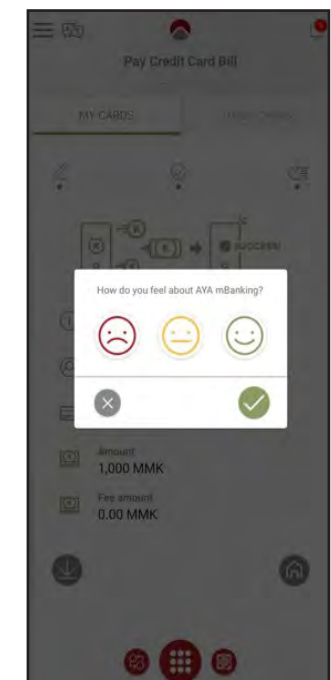 Pay Credit Card Bill
MY CARDS
SUCCESS!
How do you feel about AYA mBanking?
Amount
1,000 MMK
Fee amount
0.00 MMK